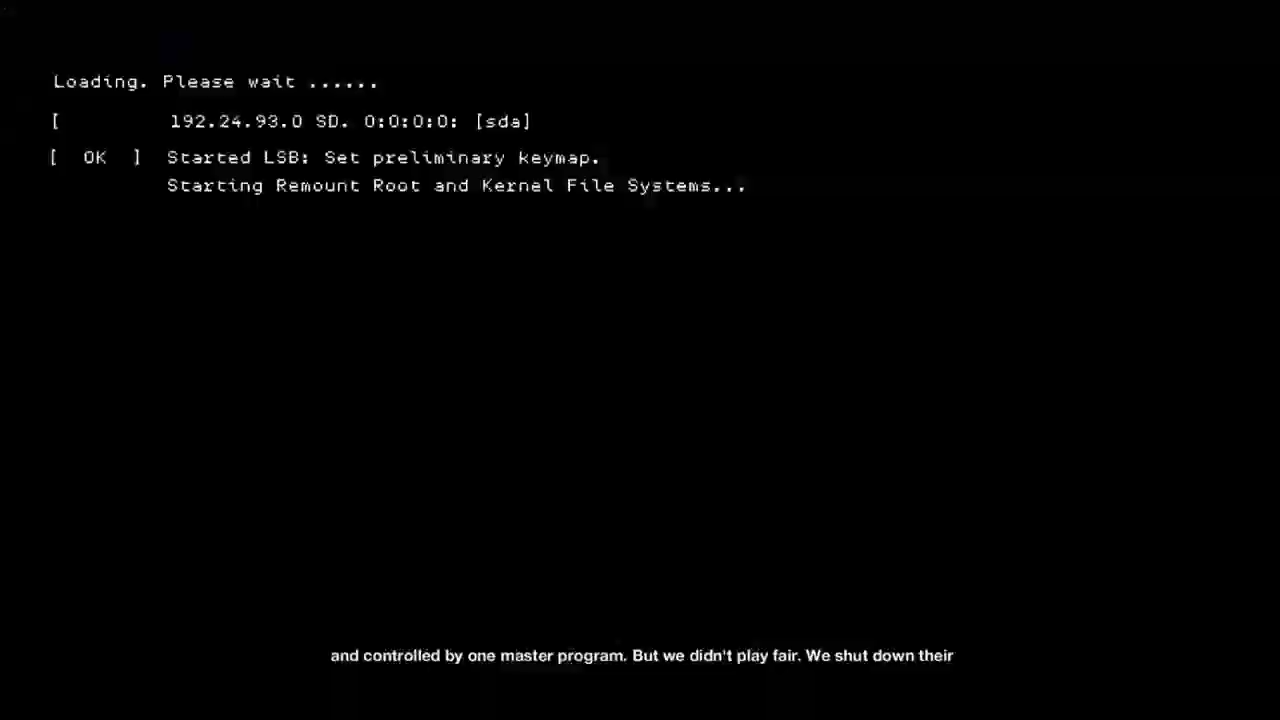 Loading. Please wait ......
[ 192.24.93.0 SD. 0:0:0:0: [sda]
[ OK ] Started LSB: Set preliminary keymap.
Starting Remount Root and Kernel File Systems...
and controlled by one master program. But we didn't play fair. We shut down their